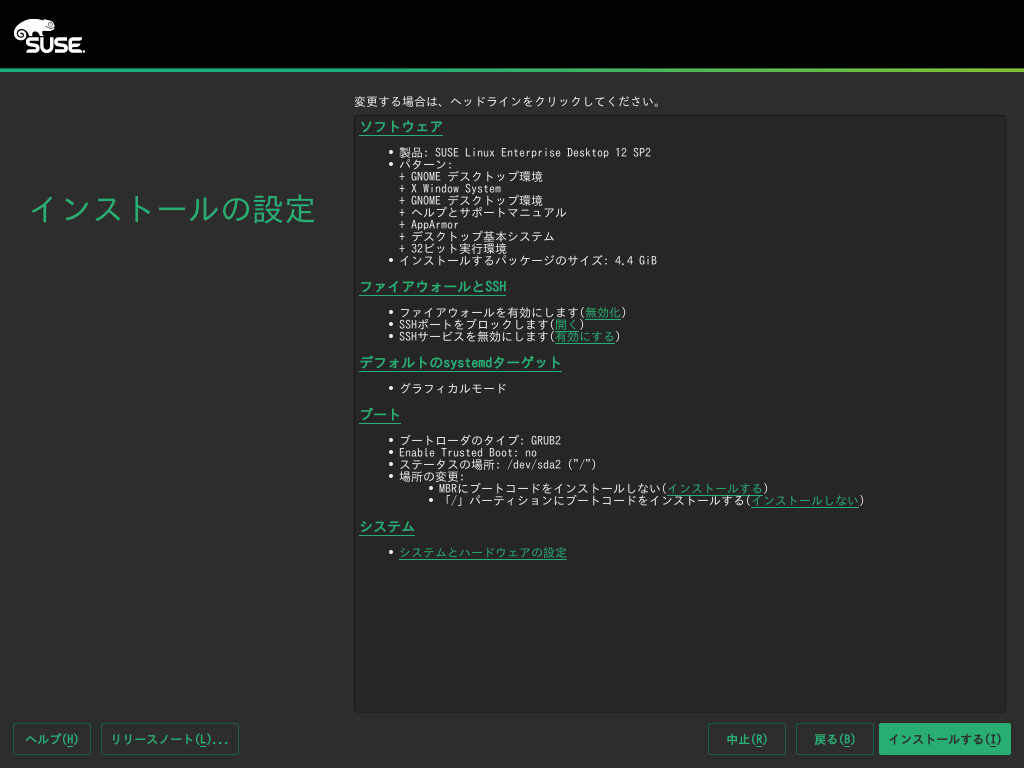 SUSE.
変更する場合は、ヘッドラインをクリックしてください。
インストールの設定
ソフトウェア
• 製品: SUSE Linux Enterprise Desktop 12 SP2
• パターン:
+ GNOME デスクトップ環境
+ X Window System
+ GNOME デスクトップ環境
+ ヘルプとサポートマニュアル
+ AppArmor
+ デスクトップ基本システム
+ 32ビット実行環境
• インストールするパッケージのサイズ: 4.4 GiB
ファイアウォールとSSH
• ファイアウォールを有効にします(無効化)
• SSHポートをブロックします(開く)
• SSHサービスを無効にします(有効にする)
デフォルトのsystemdターゲット
• グラフィカルモード
ブート
• ブートローダのタイプ: GRUB2
• Enable Trusted Boot: no
• ステータスの場所: /dev/sda2 ("/")
• 場所の変更:
• MBRにブートコードをインストールしない(インストールする)
• 「/」パーティションにブートコードをインストールする(インストールしない)
システム
• システムとハードウェアの設定
ヘルプ(H) リリースノート(L)... 中止(R) 戻る(B) インストールする(I)